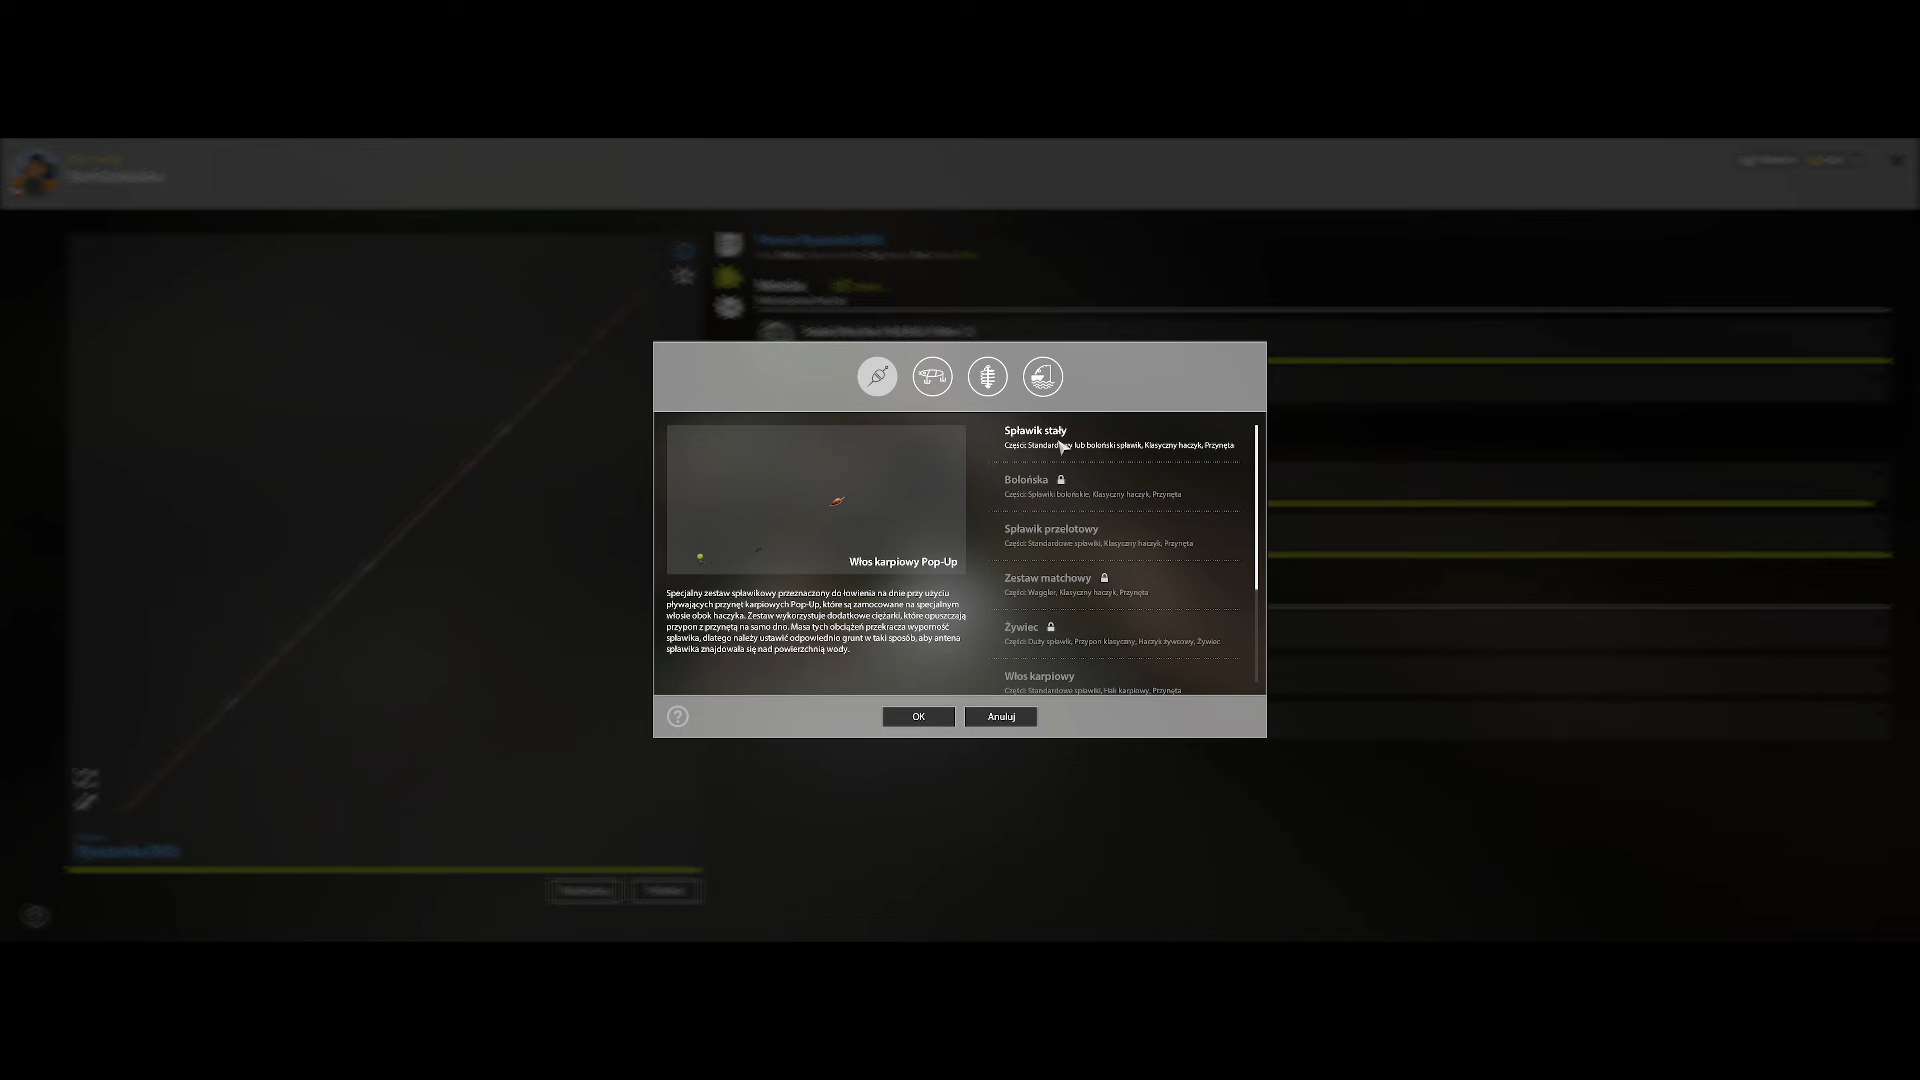 Spławik stały
Części: Standardowy lub boloński spławik, Klasyczny haczyk, Przynęta
Bolońska
Części: Spławiki bolońskie, Klasyczny haczyk, Przynęta
Spławik przelotowy
Części: Standardowe spławiki, Klasyczny haczyk, Przynęta
Włos karpiowy Pop-Up
Zestaw matchowy
Części: Waggler, Klasyczny haczyk, Przynęta
Specjalny zestaw spławikowy przeznaczony do łowienia na dnie przy użyciu
pływających przynęt karpiowych Pop-Up, które są zamocowane na specjalnym
włosie obok haczyka. Zestaw wykorzystuje dodatkowe ciężarki, które opuszczają
przypon z przynętą na samo dno. Masa tych obciążeń przekracza wyporność
spławika, dlatego należy ustawić odpowiednio grunt w taki sposób, aby antena
spławika znajdowała się nad powierzchnią wody.
Żywiec
Części: Duży spławik, Przypon klasyczny, Haczyk żywcowy, Żywiec
Włos karpiowy
Części: Standardowe spławiki, Hak karpiowy, Przynęta
?
OK
Anuluj